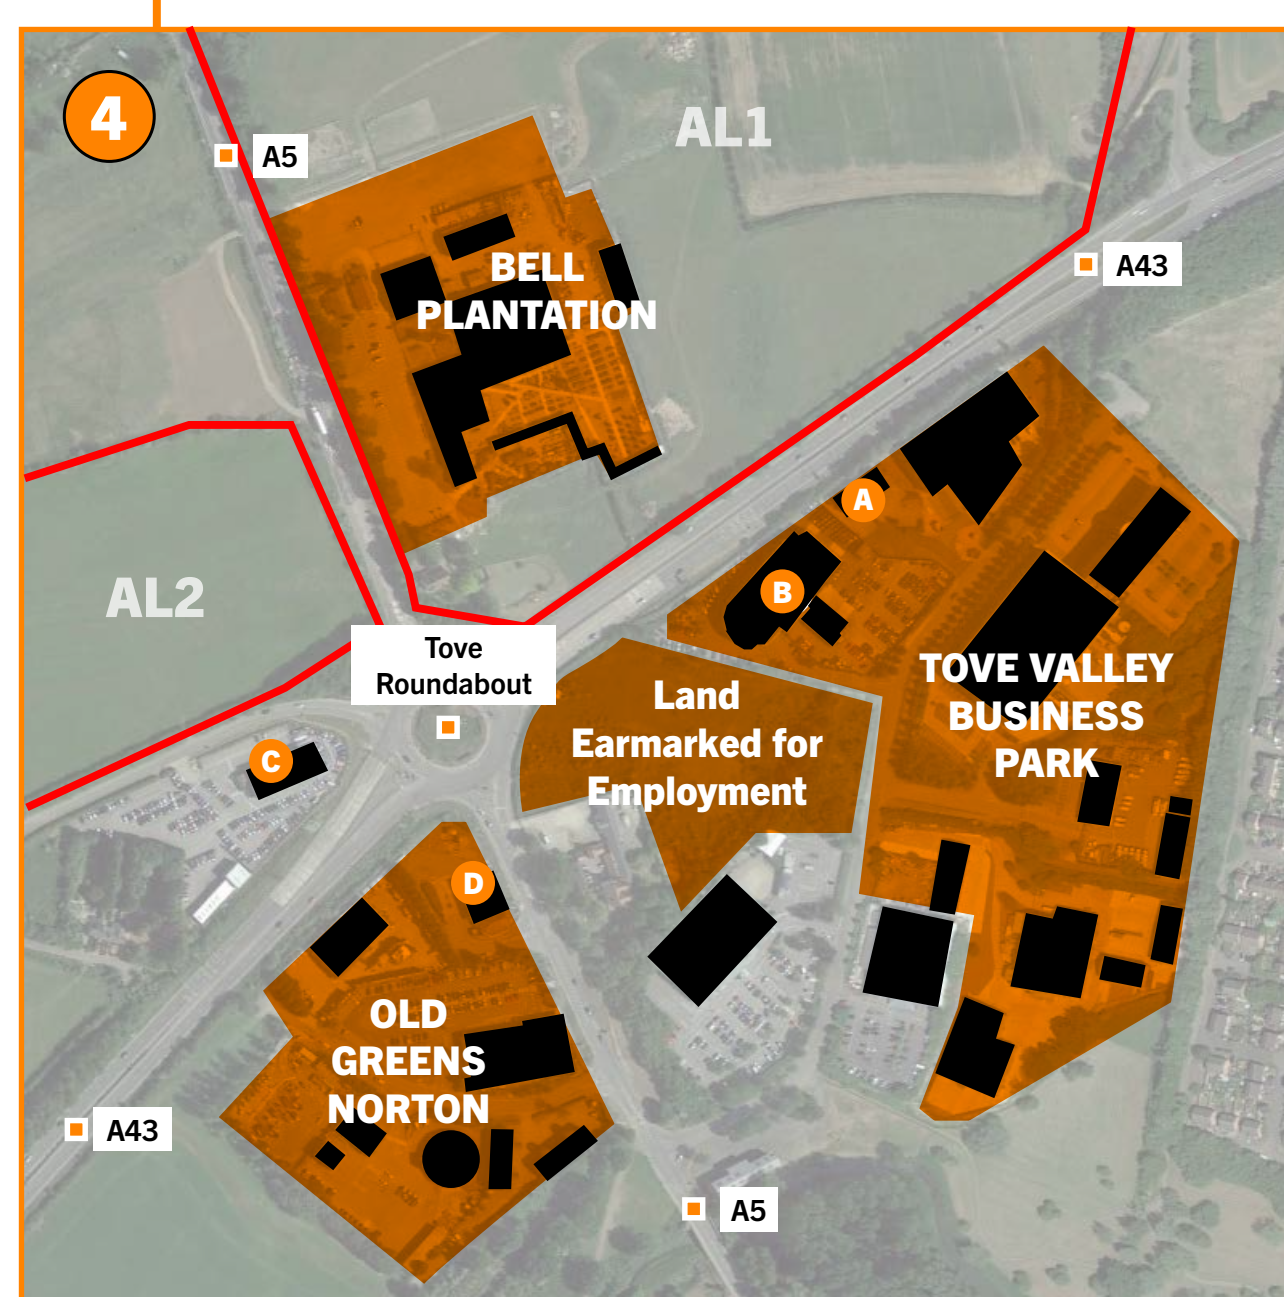 4
A5
AL1
BELL
PLANTATION
A43
A
B
AL2
Tove
Roundabout
TOVE VALLEY
BUSINESS
PARK
Land
Earmarked for
Employment
C
D
OLD
GREENS
NORTON
A43
A5